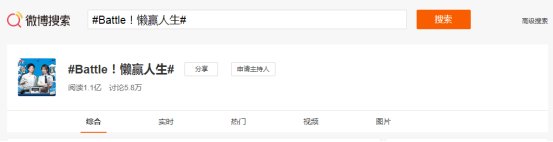 微博搜索 #Battle！懒赢人生# 搜索 高级搜索
#Battle！懒赢人生# 分享 申请主持人
阅读1.1亿 讨论5.8万
综合 实时 热门 视频 图片